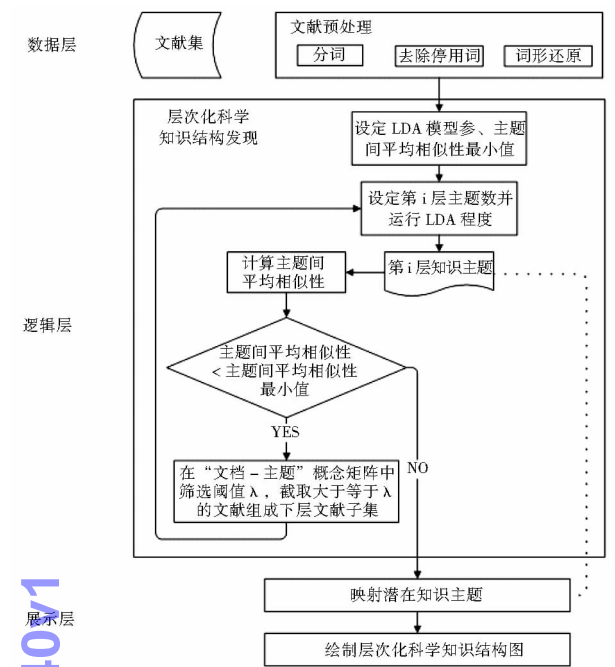 数据层
文献集
文献预处理
分词
去除停用词
词形还原
层次化科学
知识结构发现
设定 LDA 模型参、主题
间平均相似性最小值
设定第 i 层主题数并
运行 LDA 程度
计算主题间
平均相似性
第 i 层知识主题
逻辑层
主题间平均相似性
< 主题间平均相似性
最小值
YES
NO
在“文档-主题”概念矩阵中
筛选阈值 λ，截取大于等于 λ
的文献组成下层文献子集
映射潜在知识主题
展示层
绘制层次化科学知识结构图
40v1